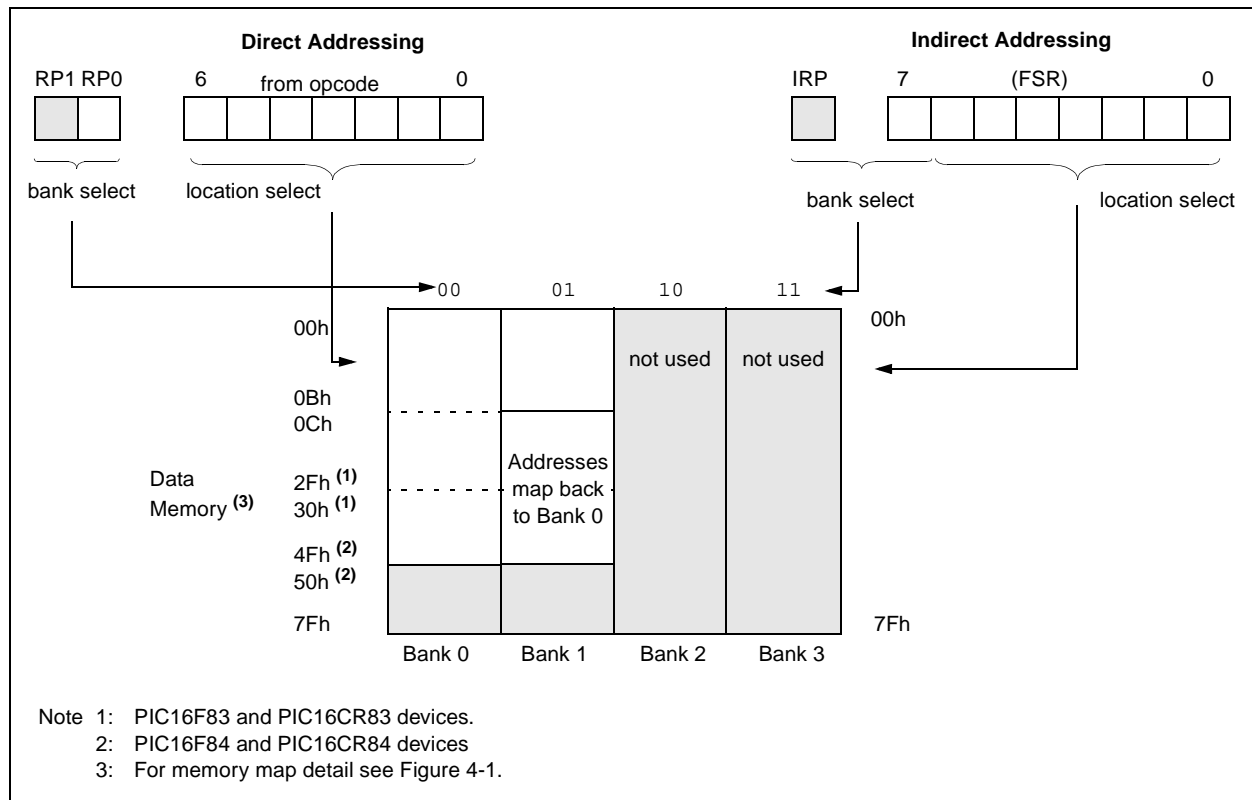 Direct Addressing
Indirect Addressing
RP1 RP0
6 from opcode 0
IRP
7 (FSR) 0
bank select
location select
bank select
location select
00 01 10 11
00h
00h
not used
not used
0Bh
0Ch
Addresses
map back
to Bank 0
Data
Memory (3)
2Fh (1)
30h (1)
4Fh (2)
50h (2)
7Fh
7Fh
Bank 0 Bank 1 Bank 2 Bank 3
Note 1: PIC16F83 and PIC16CR83 devices.
2: PIC16F84 and PIC16CR84 devices
3: For memory map detail see Figure 4-1.